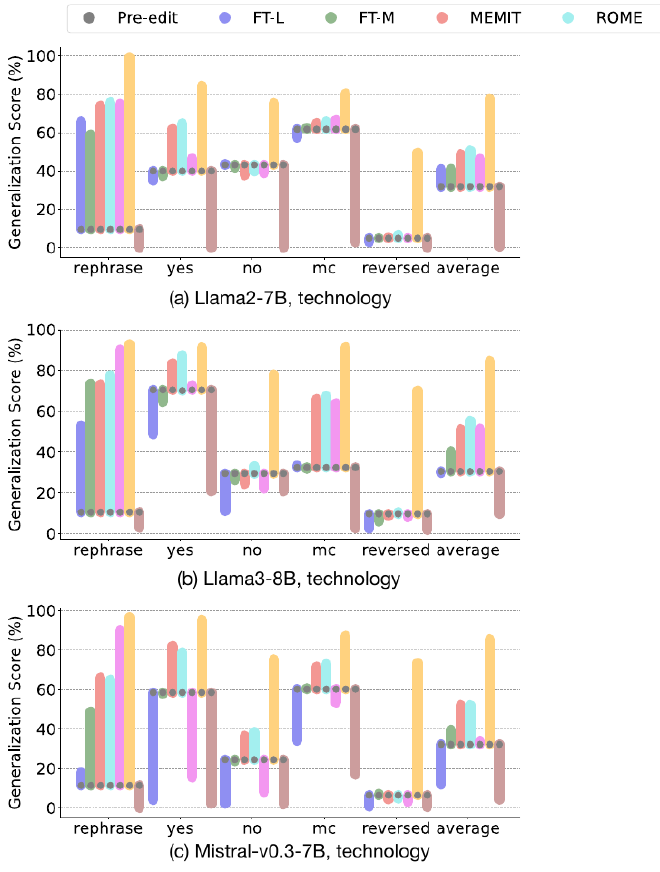 Pre-edit FT-L FT-M MEMIT ROME
Generalization Score (%)
100
80
60
40
20
0
rephrase yes no mc reversed average
(a) Llama2-7B, technology
Generalization Score (%)
100
80
60
40
20
0
rephrase yes no mc reversed average
(b) Llama3-8B, technology
Generalization Score (%)
100
80
60
40
20
0
rephrase yes no mc reversed average
(c) Mistral-v0.3-7B, technology